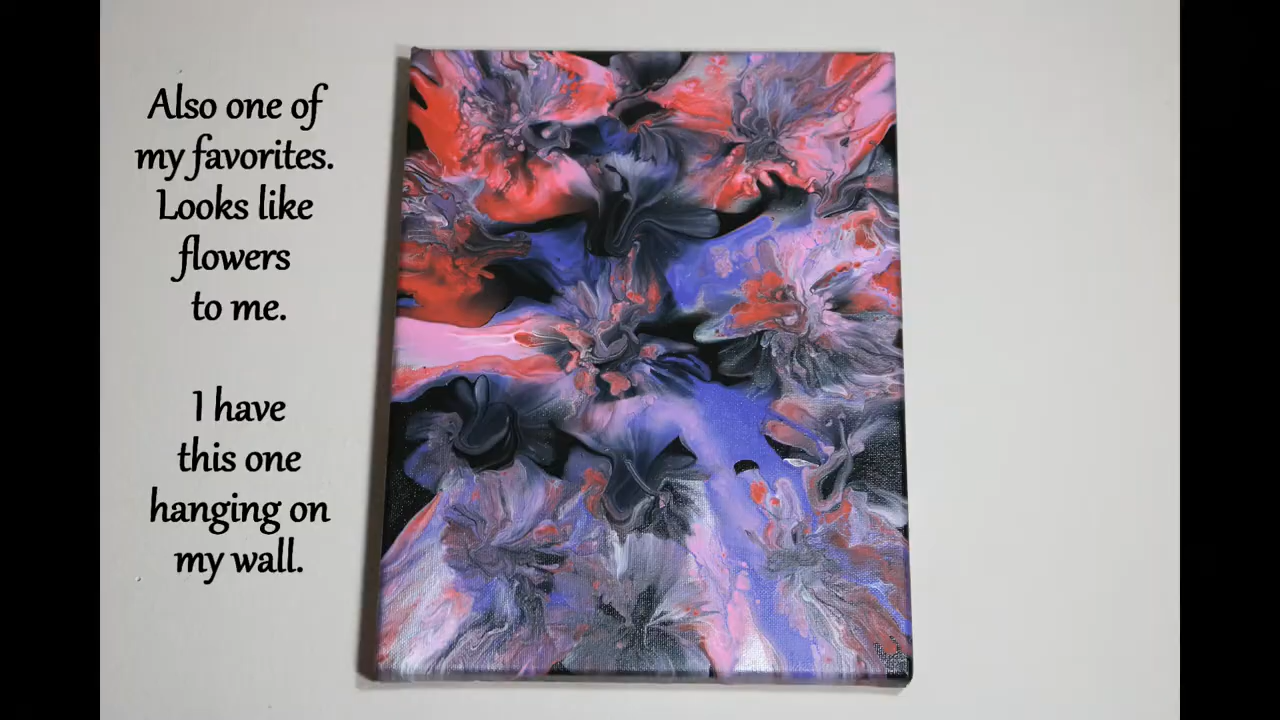 Also one of
my favorites.
Looks like
flowers
to me.
I have
this one
hanging on
my wall.